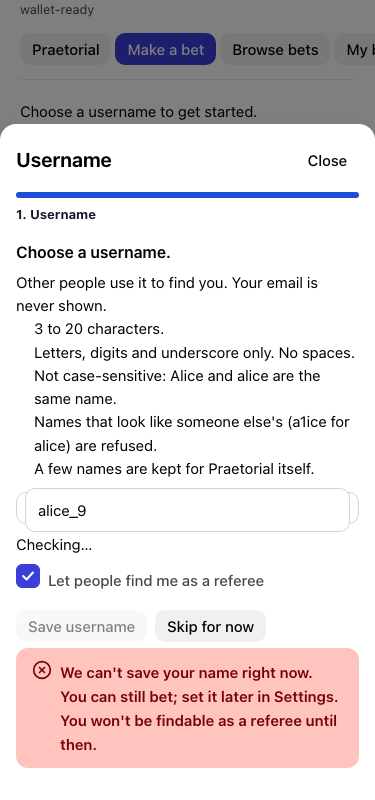 wallet-ready
Praetorial
Make a bet
Browse bets
My b
Choose a username to get started.
Username
Close
1. Username
Choose a username.
Other people use it to find you. Your email is
never shown.
3 to 20 characters.
Letters, digits and underscore only. No spaces.
Not case-sensitive: Alice and alice are the
same name.
Names that look like someone else's (a1ice for
alice) are refused.
A few names are kept for Praetorial itself.
alice_9
Checking...
Let people find me as a referee
Save username
Skip for now
We can't save your name right now.
You can still bet; set it later in Settings.
You won't be findable as a referee until
then.